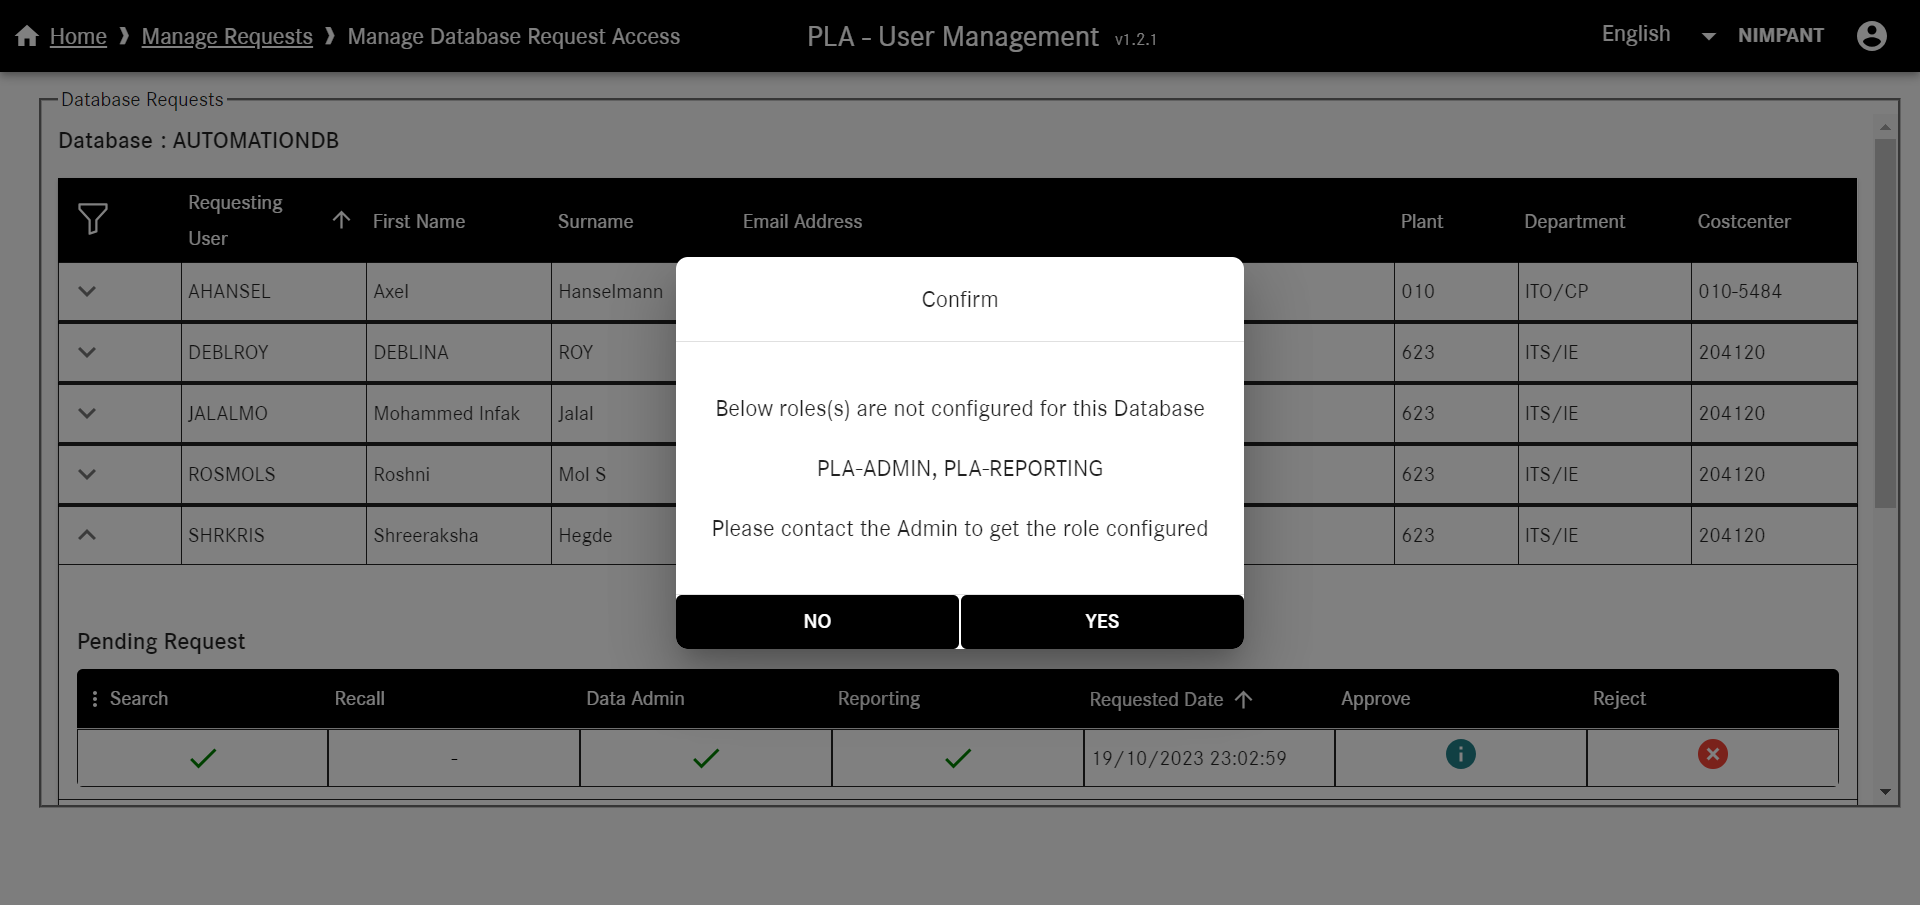 Home ❱ Manage Requests ❱ Manage Database Request Access
PLA - User Management v1.2.1
English
NIMPANT
Database Requests
Database : AUTOMATIONDB
Requesting User First Name Surname Email Address Plant Department Costcenter
AHANSEL Axel Hanselmann 010 ITO/CP 010-5484
DEBLROY DEBLINA ROY 623 ITS/IE 204120
JALALMO Mohammed Infak Jalal 623 ITS/IE 204120
ROSMOLS Roshni Mol S 623 ITS/IE 204120
SHRKRIS Shreeraksha Hegde 623 ITS/IE 204120
Confirm
Below roles(s) are not configured for this Database
PLA-ADMIN, PLA-REPORTING
Please contact the Admin to get the role configured
NO YES
Pending Request
Search Recall Data Admin Reporting Requested Date Approve Reject
- 19/10/2023 23:02:59